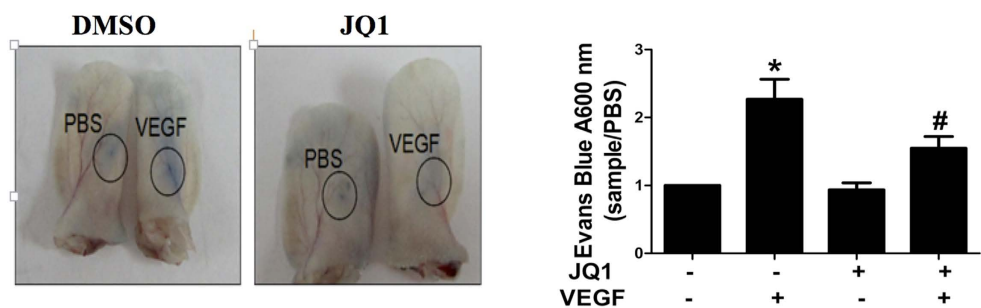 DMSO
JQ1
PBS
VEGF
PBS
VEGF
Evans Blue A600 nm
(sample/PBS)
3
2
1
0
*
#
JQ1 - - + +
VEGF - + - +